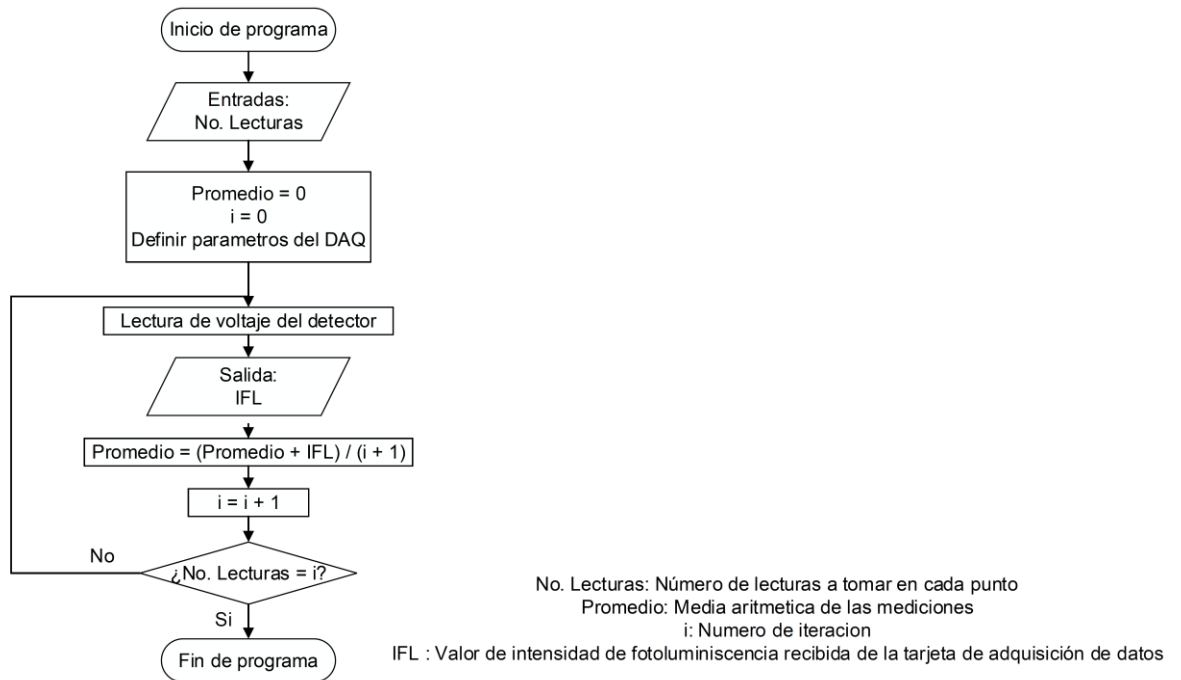 Inicio de programa
Entradas:
No. Lecturas
Promedio = 0
i = 0
Definir parametros del DAQ
Lectura de voltaje del detector
Salida:
IFL
Promedio = (Promedio + IFL) / (i + 1)
i = i + 1
No
¿No. Lecturas = i?
Si
Fin de programa
No. Lecturas: Número de lecturas a tomar en cada punto
Promedio: Media aritmetica de las mediciones
i: Numero de iteracion
IFL : Valor de intensidad de fotoluminiscencia recibida de la tarjeta de adquisición de datos